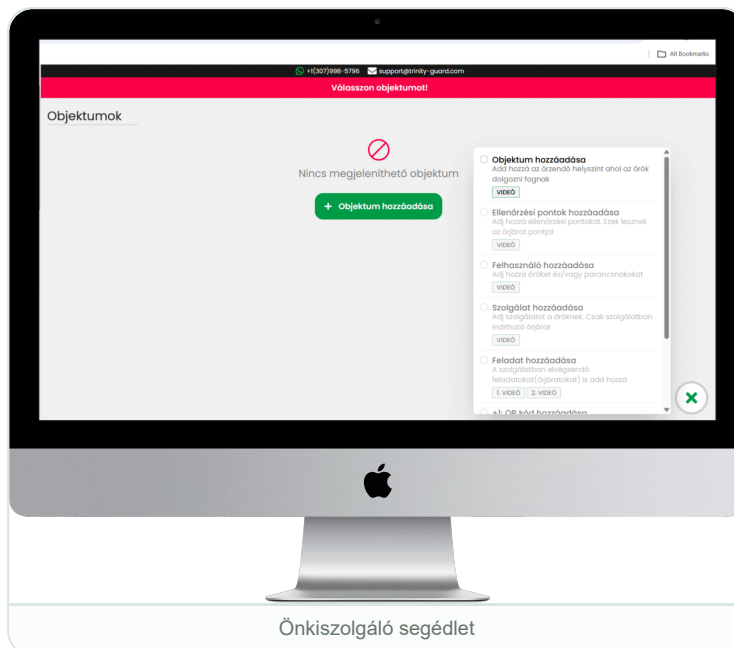 All Bookmarks
+1(307)998-5796 support@trinity-guard.com
Válasszon objektumot!
Objektumok
Nincs megjeleníthető objektum
+ Objektum hozzáadása
Objektum hozzáadása
Add hozzá az őrzendő helyszínt ahol az őrök
dolgozni fognak
VIDEÓ
Ellenőrzési pontok hozzáadása
Adj hozzá ellenőrzési pontokat. Ezek lesznek
az őrjárat pontjai
VIDEÓ
Felhasználó hozzáadása
Adj hozzá őröket és/vagy parancsnokokat
VIDEÓ
Szolgálat hozzáadása
Adj szolgálatot a őröknek. Csak szolgálatban
indítható őrjárat
VIDEÓ
Feladat hozzáadása
A szolgálatban elvégzendő
feladatokat(őrjáratokat) is add hozzá
1. VIDEÓ 2. VIDEÓ
+1: QR kód hozzáadása
Önkiszolgáló segédlet